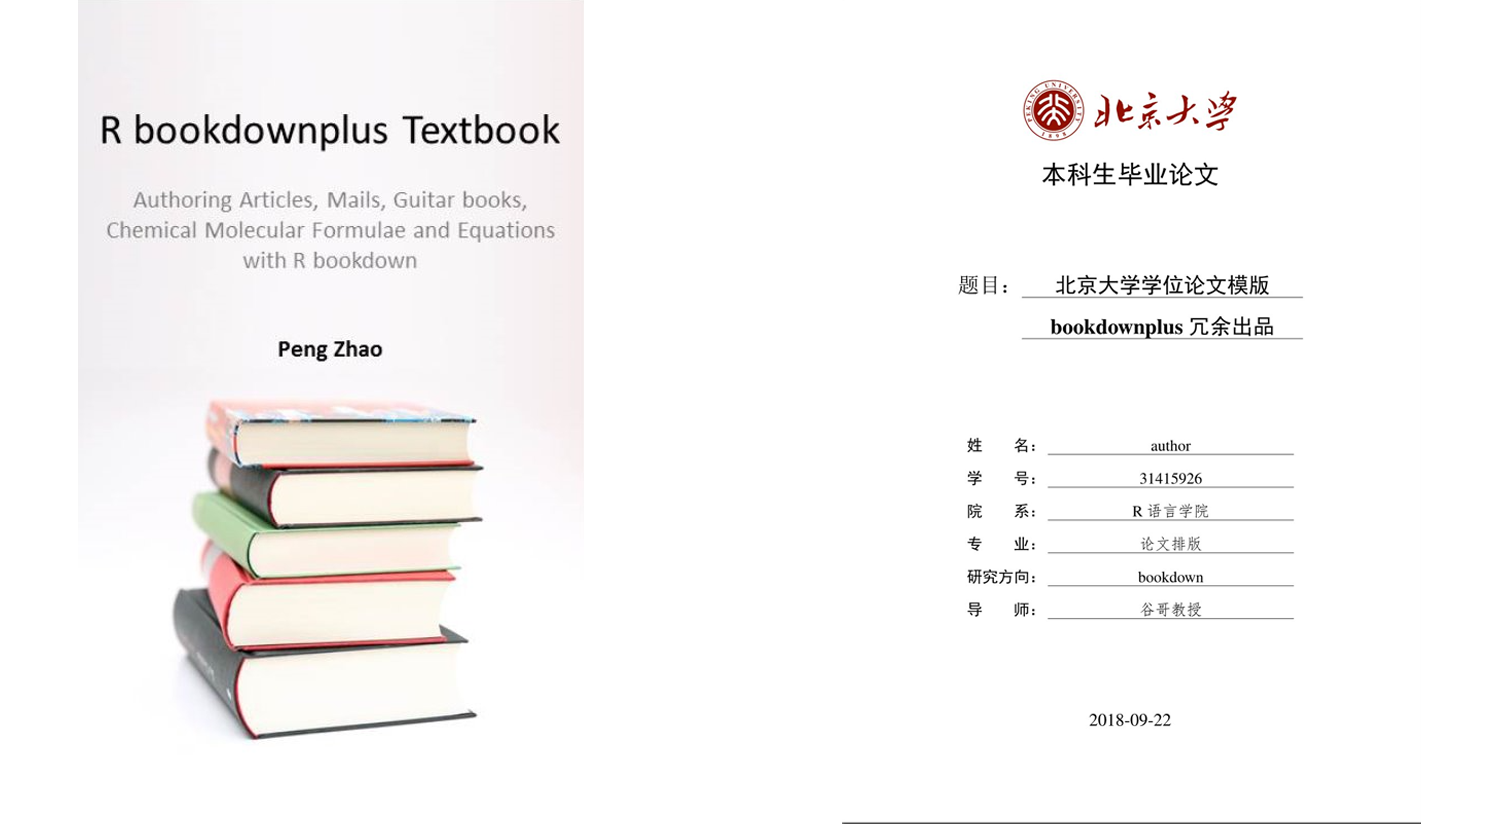 R bookdownplus Textbook
Authoring Articles, Mails, Guitar books,
Chemical Molecular Formulae and Equations
with R bookdown
Peng Zhao
PEKING UNIVERSITY
1898
北京大学
本科生毕业论文
题目： 北京大学学位论文模版
bookdownplus 冗余出品
姓 名： author
学 号： 31415926
院 系： R 语言学院
专 业： 论文排版
研究方向： bookdown
导 师： 谷哥教授
2018-09-22